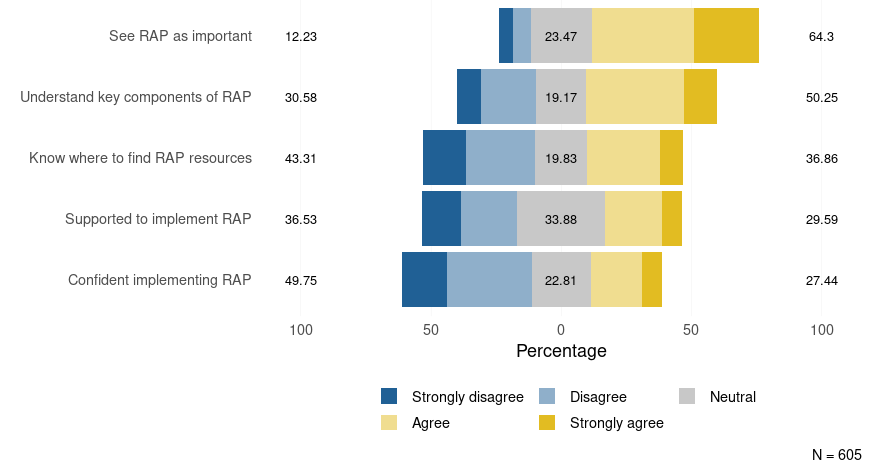 See RAP as important 12.23 23.47 64.3
Understand key components of RAP 30.58 19.17 50.25
Know where to find RAP resources 43.31 19.83 36.86
Supported to implement RAP 36.53 33.88 29.59
Confident implementing RAP 49.75 22.81 27.44
100 50 0 50 100
Percentage
Strongly disagree Disagree Neutral
Agree Strongly agree
N = 605